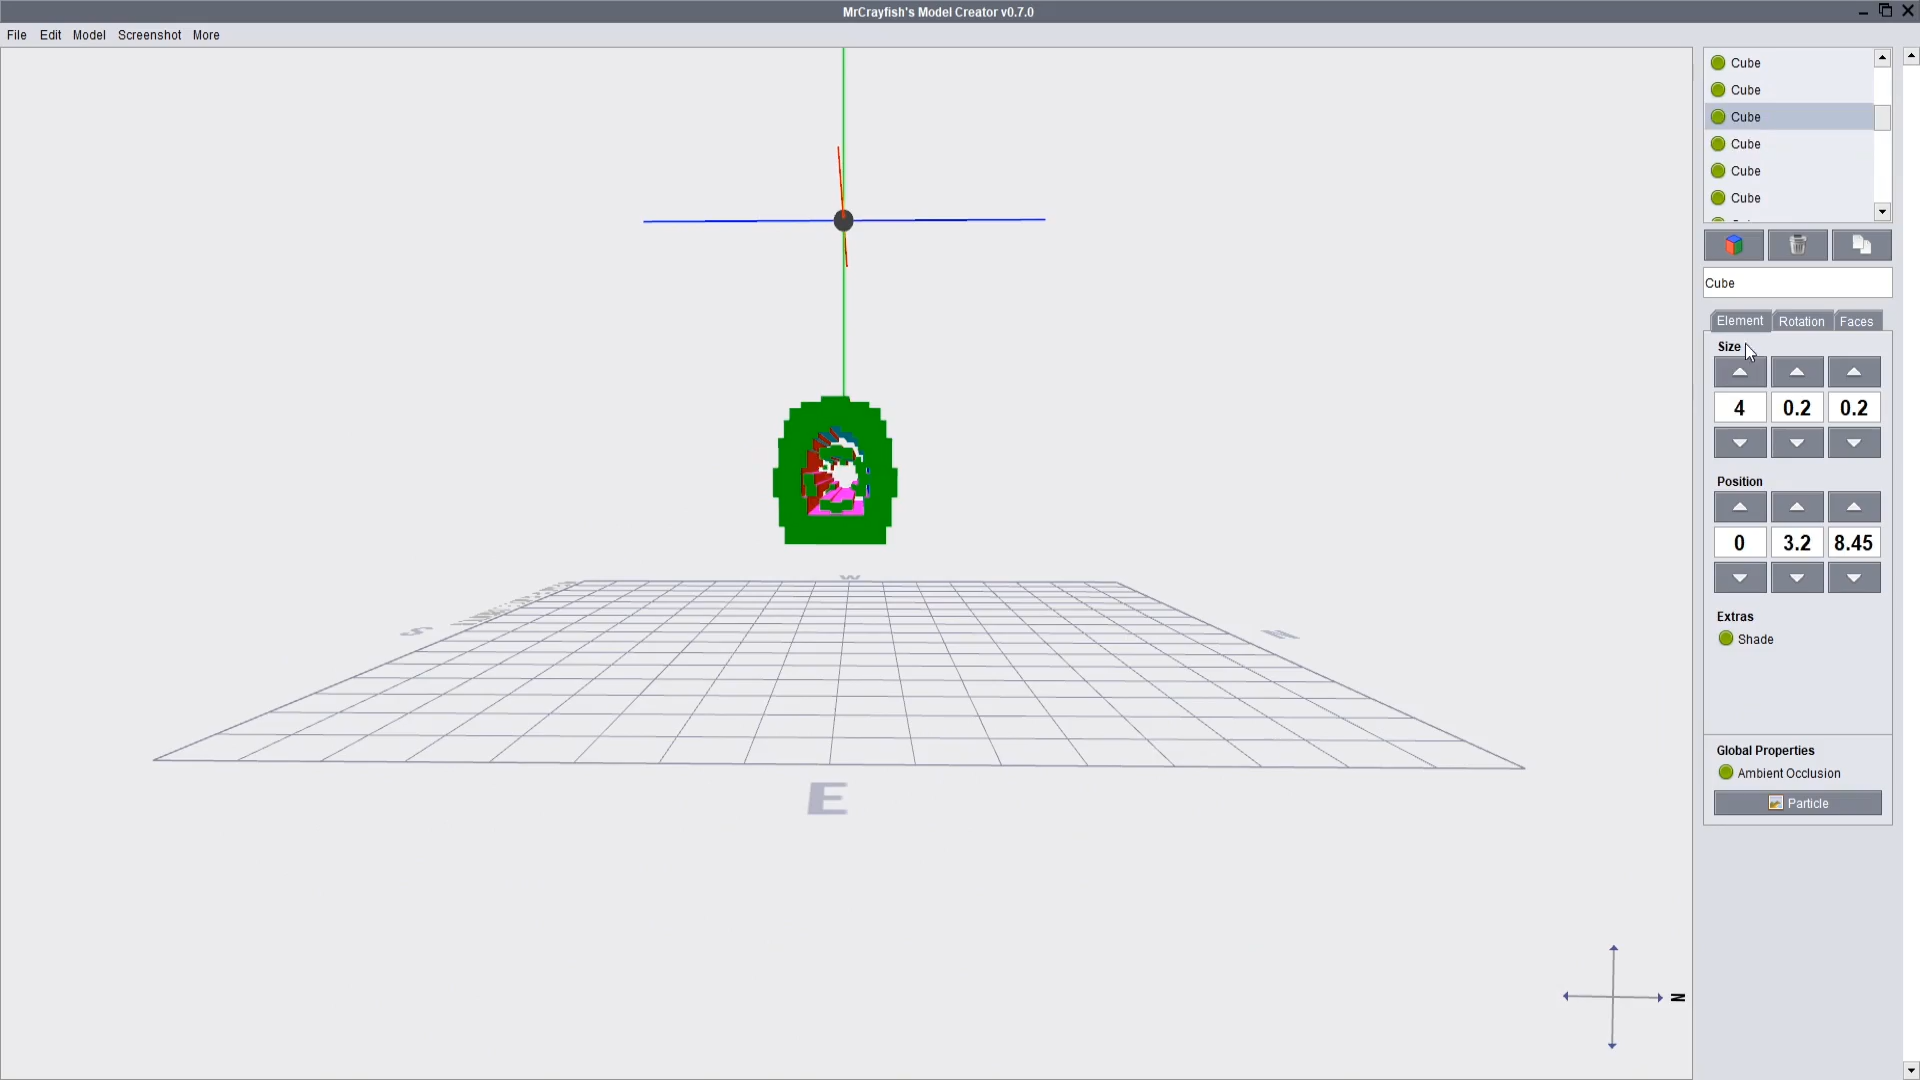 MrCrayfish's Model Creator v0.7.0
File Edit Model Screenshot More
Cube
Cube
Cube
Cube
Cube
Cube
Cube
Element Rotation Faces
Size
4 0.2 0.2
Position
0 3.2 8.45
Extras
Shade
Global Properties
Ambient Occlusion
Particle
W
S
N
E
N